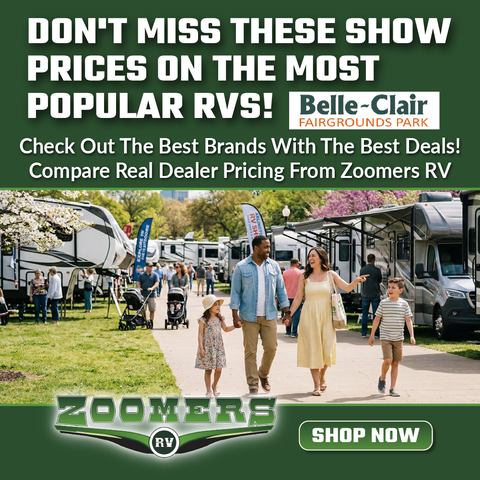 DON'T MISS THESE SHOW
PRICES ON THE MOST
POPULAR RVS!
Belle-Clair
FAIRGROUNDS PARK
Check Out The Best Brands With The Best Deals!
Compare Real Dealer Pricing From Zoomers RV
ZOOMERS
RV
SHOP NOW